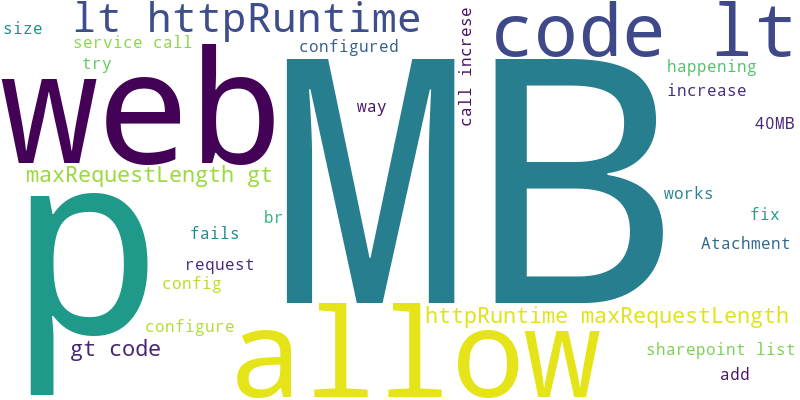 lt httpRuntime
code lt
size
service call
configured
call increse
try
happening
increase
web
MB
way
40MB
maxRequestLength gt
p
works
br
fix
fails
Atachment
request
config
allow
httpRuntime maxRequestLength
configure
gt code
sharepoint list
add